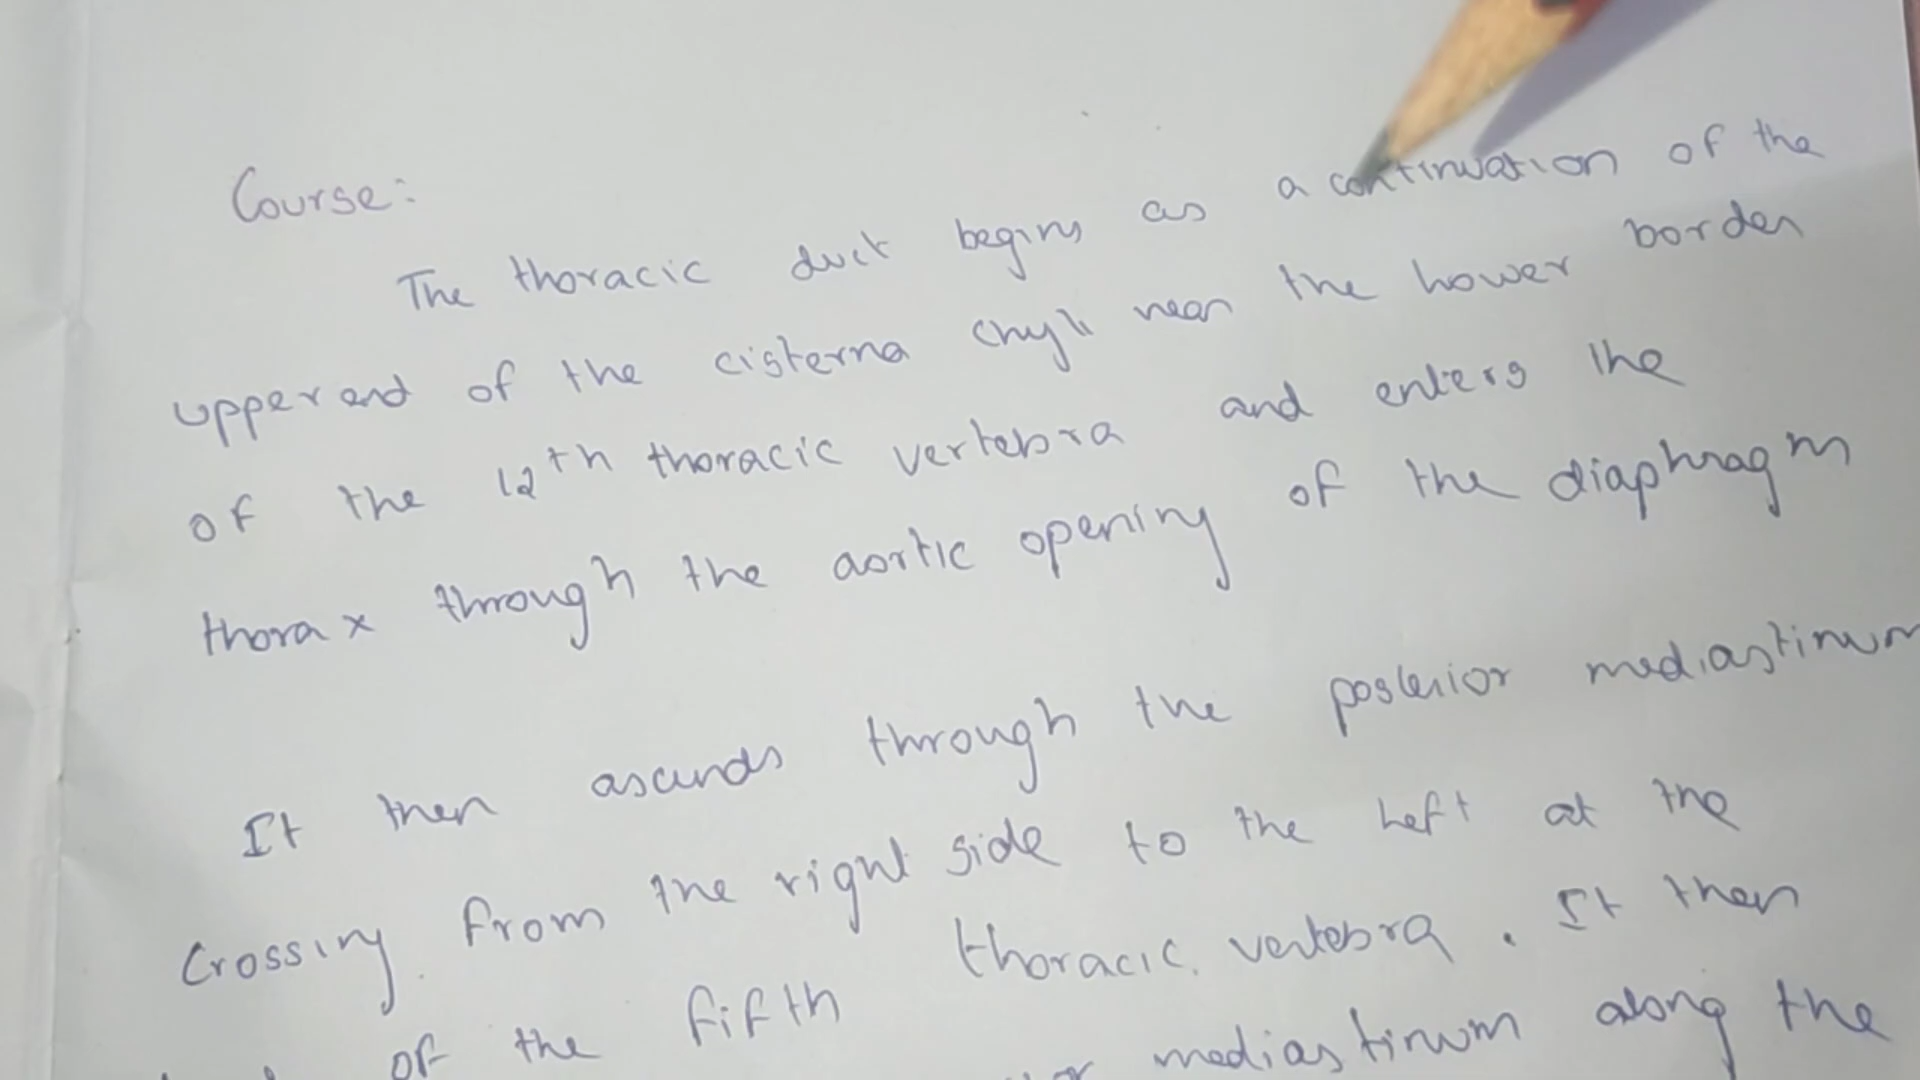 Course:
The thoracic duct begins as a continuation of the
upper end of the cisterna chyli near the lower border
of the 12th thoracic vertebra and enters the
thorax through the aortic opening of the diaphragm
It then ascends through the posterior mediastinum
Crossing from the right side to the left at the
of the fifth thoracic vertebra. It then
mediastinum along the